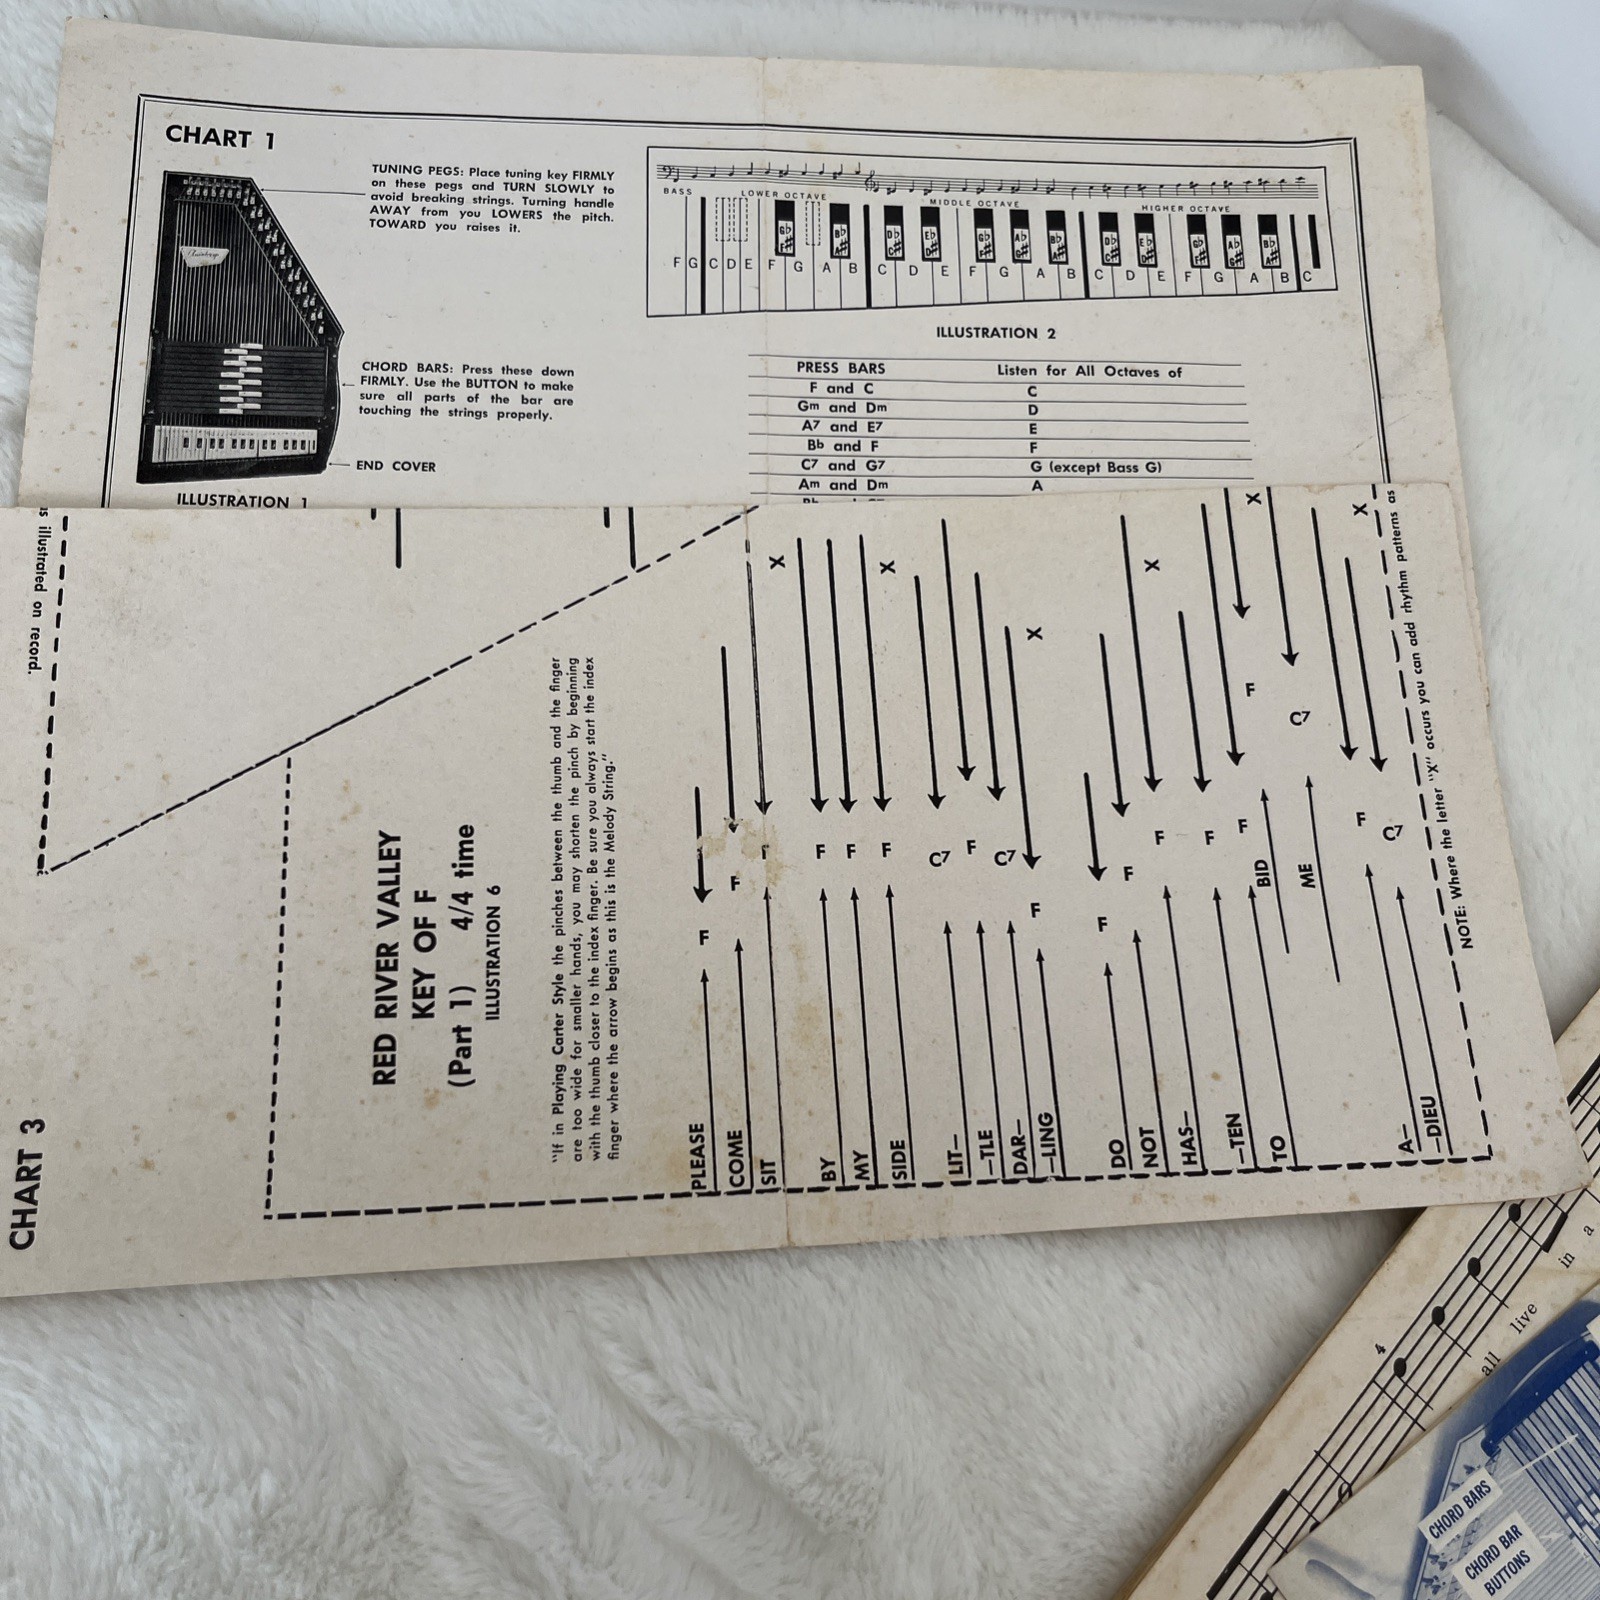 CHART 1
TUNING PEGS: Place tuning key FIRMLY
on these pegs and TURN SLOWLY to
avoid breaking strings. Turning handle
AWAY from you LOWERS the pitch.
TOWARD you raises it.
CHORD BARS: Press these down
FIRMLY. Use the BUTTON to make
sure all parts of the bar are
touching the strings properly.
END COVER
ILLUSTRATION 1
BASS LOWER OCTAVE MIDDLE OCTAVE HIGHER OCTAVE
F G C D E F G A B C D E F G A B C D E F G A B C
ILLUSTRATION 2
PRESS BARS Listen for All Octaves of
F and C C
Gm and Dm D
A7 and E7 E
Bb and F F
C7 and G7 G (except Bass G)
Am and Dm A
CHART 3
as illustrated on record.
RED RIVER VALLEY
KEY OF F
(Part 1) 4/4 time
ILLUSTRATION 6
"If in Playing Carter Style the pinches between the thumb and the finger
are too wide for smaller hands, you may shorten the pinch by beginning
with the thumb closer to the index finger. Be sure you always start the index
finger where the arrow begins as this is the Melody String."
PLEASE F
COME F
SIT F X
BY F
MY F
SIDE F X
LIT– C7
–TLE F
DAR– C7
–LING F X
DO F
NOT F
HAS– F X
–TEN F
TO F
BID F X
ME C7
A– F
–DIEU C7 X
NOTE: Where the letter "X" occurs you can add rhythm patterns as
4
all live in a
CHORD BARS
CHORD BAR
BUTTONS